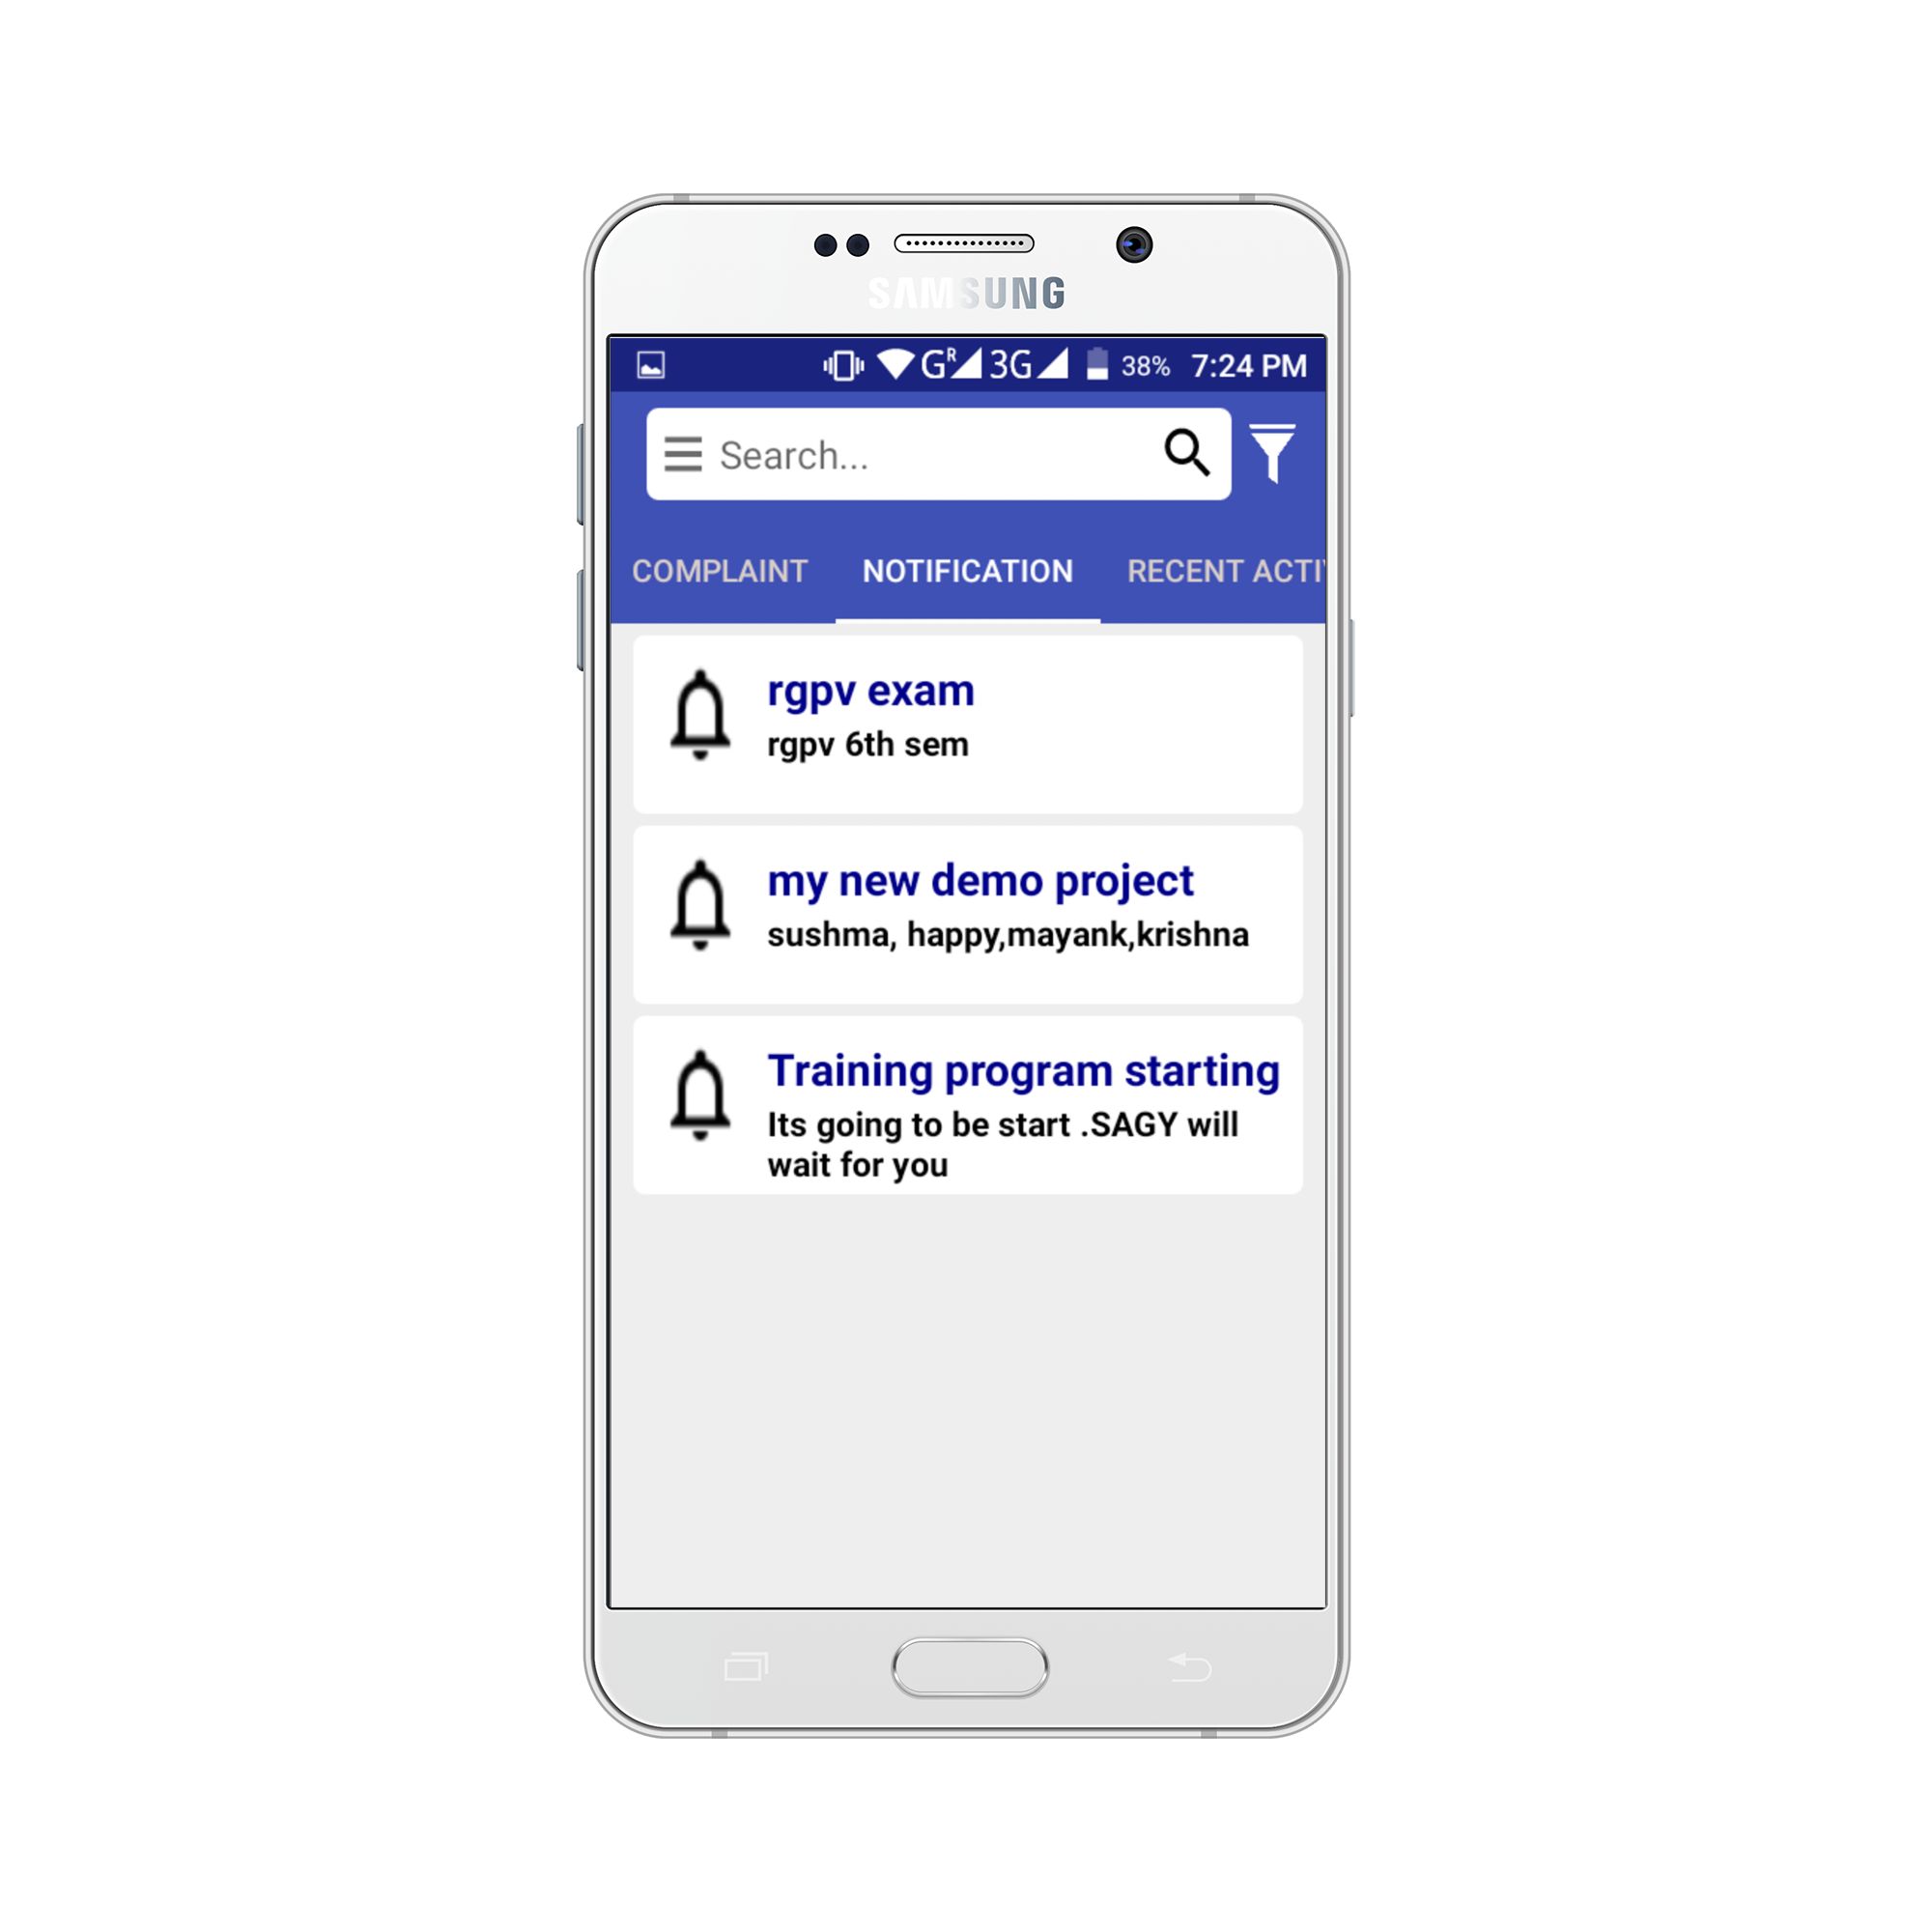 SAMSUNG
GR 3G 38% 7:24 PM
Search...
COMPLAINT NOTIFICATION RECENT ACTI
rgpv exam
rgpv 6th sem
my new demo project
sushma, happy,mayank,krishna
Training program starting
Its going to be start .SAGY will
wait for you